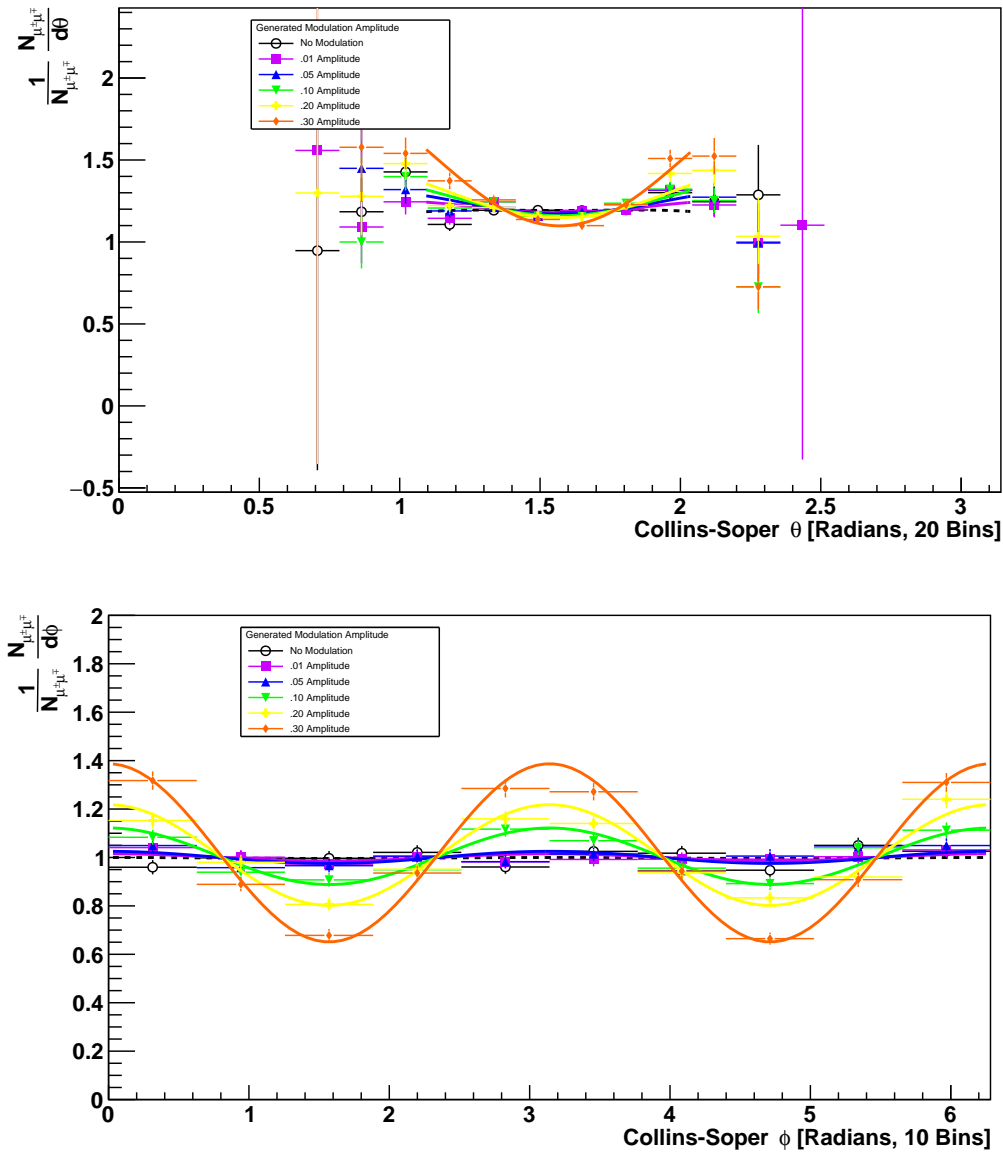 1 / N_{μ±μ∓} N_{μ±μ∓} / dθ
Generated Modulation Amplitude
No Modulation
.01 Amplitude
.05 Amplitude
.10 Amplitude
.20 Amplitude
.30 Amplitude
2
1.5
1
0.5
0
−0.5
0 0.5 1 1.5 2 2.5 3
Collins-Soper θ [Radians, 20 Bins]
1 / N_{μ±μ∓} N_{μ±μ∓} / dϕ
Generated Modulation Amplitude
No Modulation
.01 Amplitude
.05 Amplitude
.10 Amplitude
.20 Amplitude
.30 Amplitude
2
1.8
1.6
1.4
1.2
1
0.8
0.6
0.4
0.2
0
0 1 2 3 4 5 6
Collins-Soper ϕ [Radians, 10 Bins]